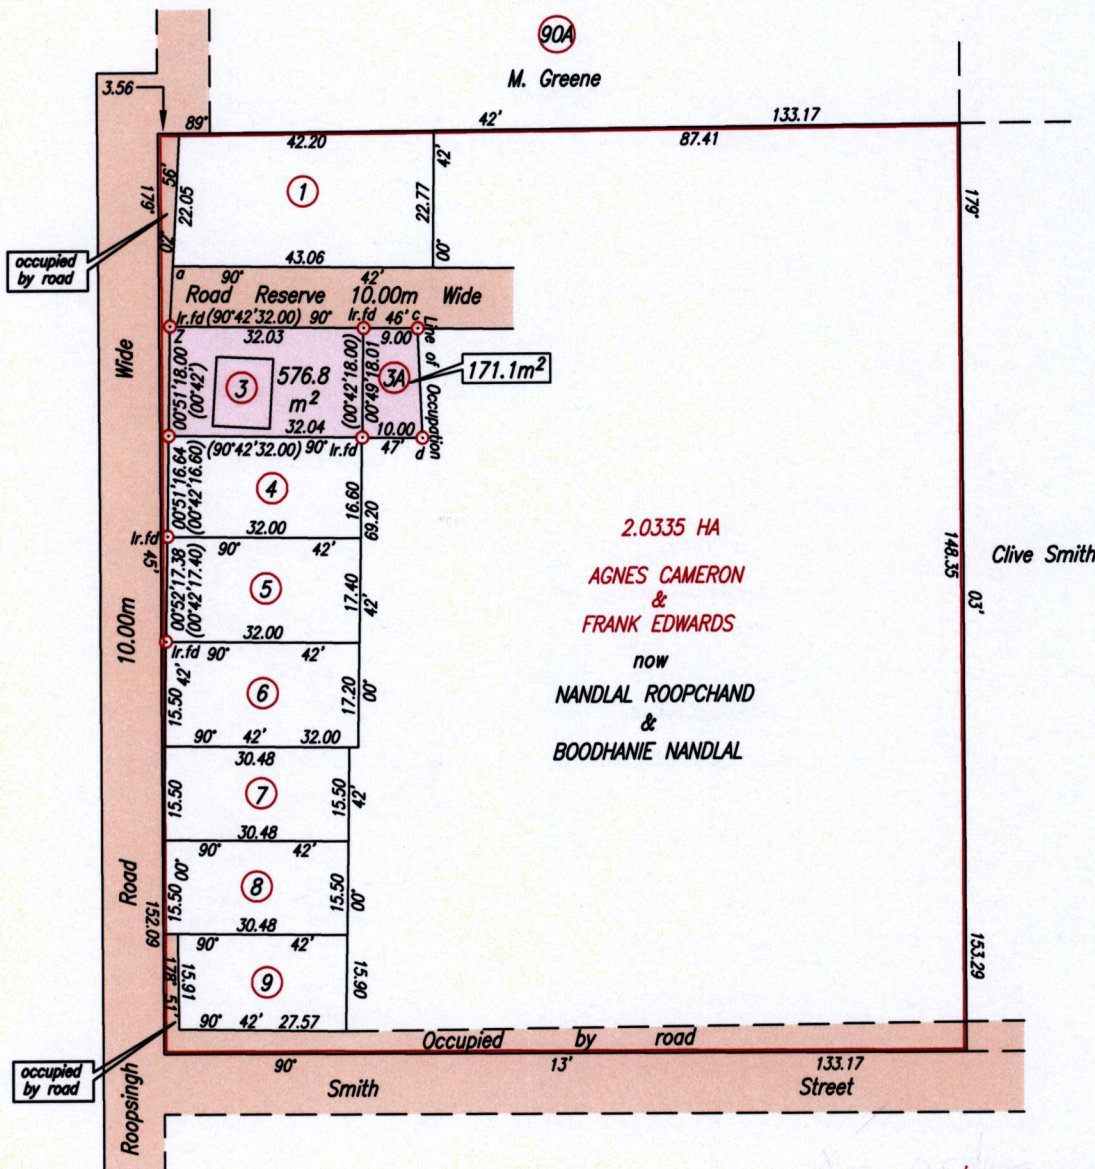 90A
M. Greene
3.56
89°
42'
133.17
42.20
87.41
56'
179°
22.05
1
42'
22.77
179°
02'
00°
occupied
by road
43.06
a
90°
42'
Road Reserve 10.00m Wide
Ir.fd (90°42'32.00) 90° Ir.fd 46' c
Z
32.03
9.00
Line of Occupation
Wide
00°51'18.00
(00°42')
3
576.8
m²
(00°42'18.00)
00°49'18.01
3A
171.1m²
32.04
10.00
(90°42'32.00) 90° Ir.fd
47'
d
00°51'16.64
(00°42'16.60)
4
16.60
69.20
32.00
Ir.fd
90°
42'
45'
00°52'17.38
(00°42'17.40)
5
17.40
42'
32.00
10.00m
Ir.fd 90°
42'
42'
15.50
6
17.20
00°
90° 42' 32.00
30.48
15.50
7
15.50
42'
30.48
90°
42'
Road
15.50 00°
8
15.50
00°
30.48
152.09
90°
42'
15.91
178° 51'
9
15.90
90° 42' 27.57
2.0335 HA
AGNES CAMERON
&
FRANK EDWARDS
now
NANDLAL ROOPCHAND
&
BOODHANIE NANDLAL
148.35
03'
Clive Smith
153.29
Occupied by road
occupied
by road
90°
13'
133.17
Smith Street
Roopsingh